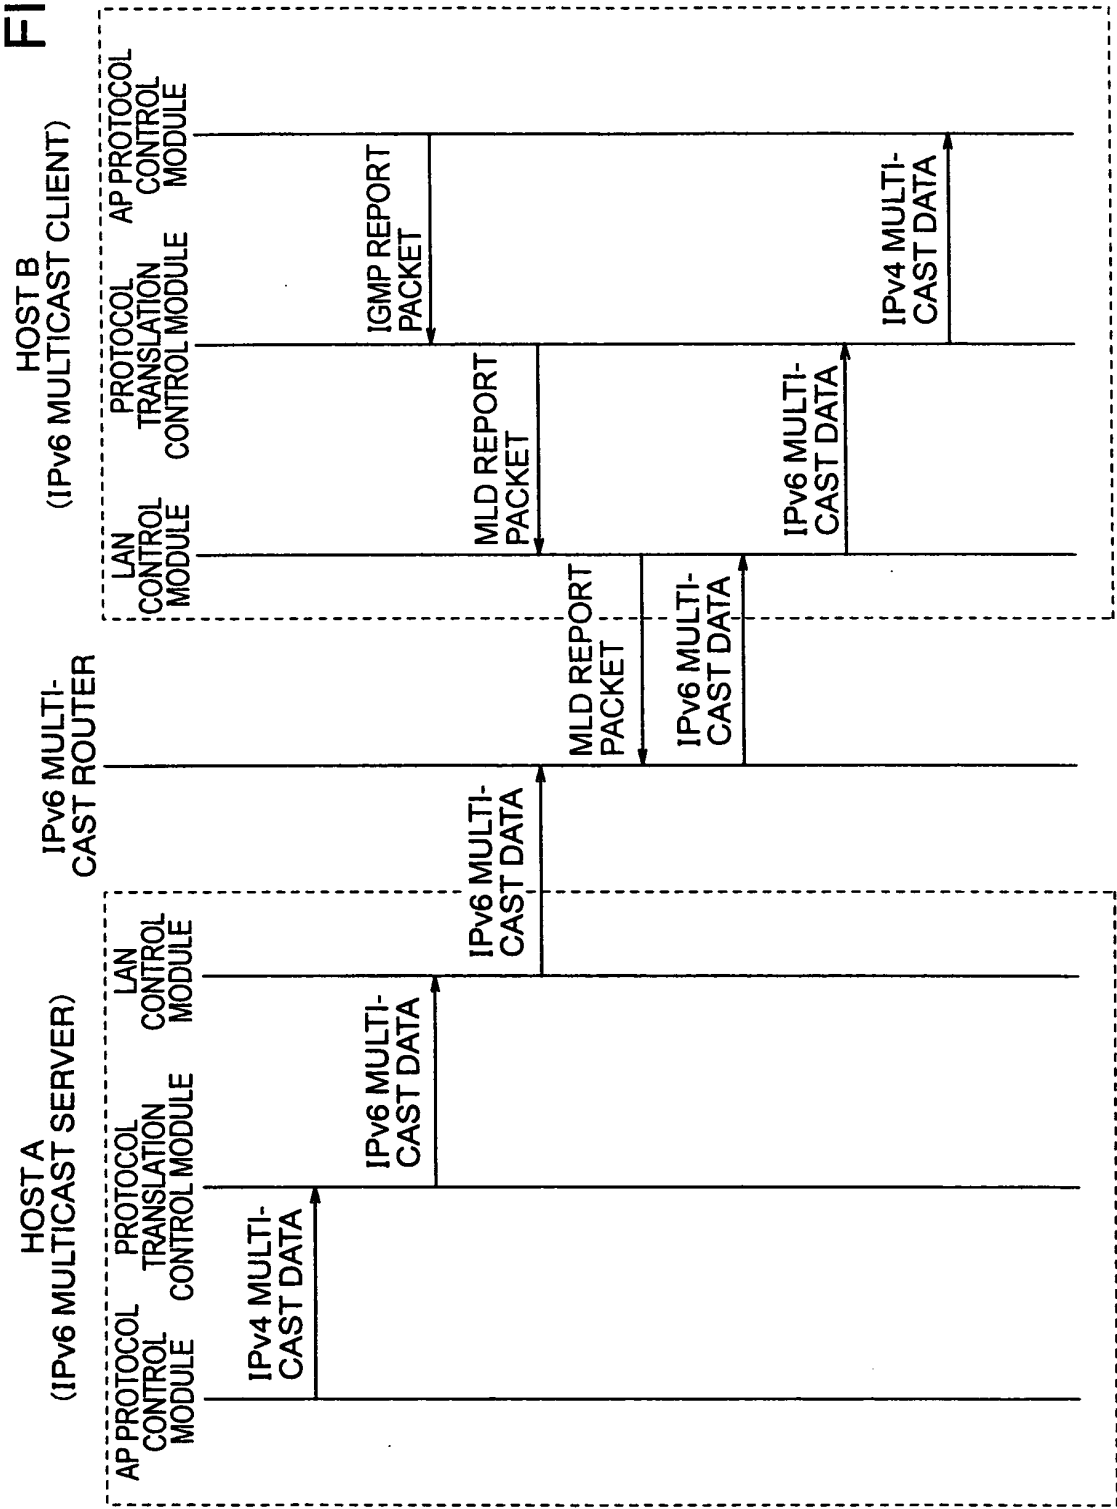 FI
HOST A
(IPv6 MULTICAST SERVER)
AP PROTOCOL
CONTROL
MODULE
PROTOCOL
TRANSLATION
CONTROL MODULE
LAN
CONTROL
MODULE
IPv6 MULTI-
CAST ROUTER
HOST B
(IPv6 MULTICAST CLIENT)
LAN
CONTROL
MODULE
PROTOCOL
TRANSLATION
CONTROL MODULE
AP PROTOCOL
CONTROL
MODULE
IPv4 MULTI-
CAST DATA
IPv6 MULTI-
CAST DATA
IPv6 MULTI-
CAST DATA
IGMP REPORT
PACKET
MLD REPORT
PACKET
MLD REPORT
PACKET
IPv6 MULTI-
CAST DATA
IPv6 MULTI-
CAST DATA
IPv4 MULTI-
CAST DATA